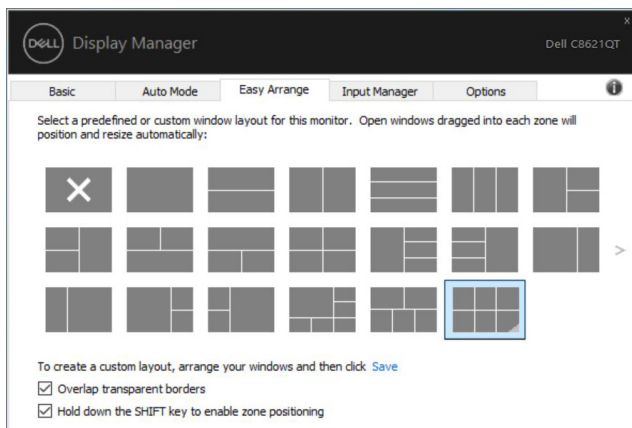 x
DELL Display Manager
Dell C8621QT
Basic Auto Mode Easy Arrange Input Manager Options
Select a predefined or custom window layout for this monitor. Open windows dragged into each zone will
position and resize automatically:
>
To create a custom layout, arrange your windows and then click Save
Overlap transparent borders
Hold down the SHIFT key to enable zone positioning